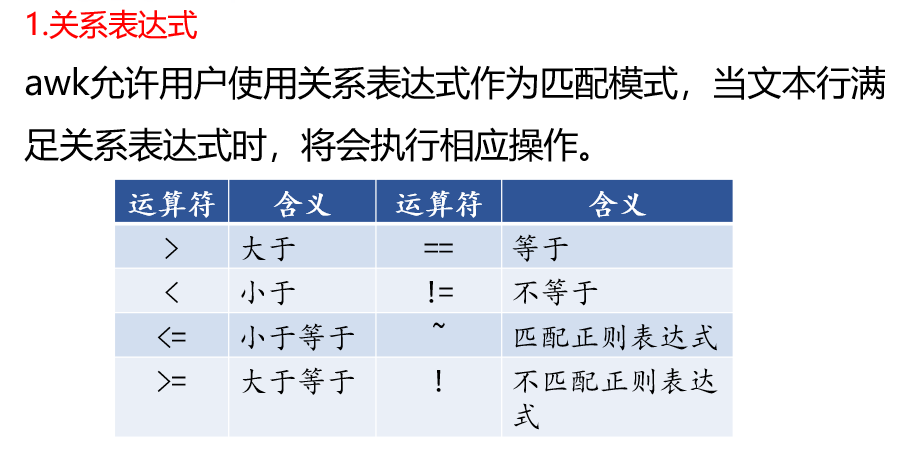 1.关系表达式
awk允许用户使用关系表达式作为匹配模式，当文本行满
足关系表达式时，将会执行相应操作。
运算符 含义 运算符 含义
> 大于 == 等于
< 小于 != 不等于
<= 小于等于 ~ 匹配正则表达式
>= 大于等于 ! 不匹配正则表达
式